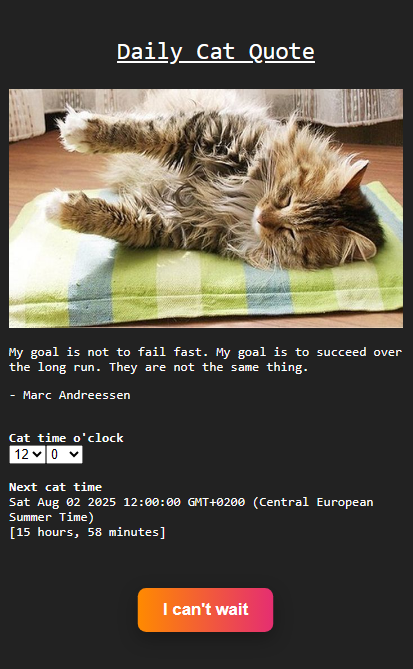 Daily Cat Quote
My goal is not to fail fast. My goal is to succeed over
the long run. They are not the same thing.
- Marc Andreessen
Cat time o'clock
12 0
Next cat time
Sat Aug 02 2025 12:00:00 GMT+0200 (Central European
Summer Time)
[15 hours, 58 minutes]
I can't wait